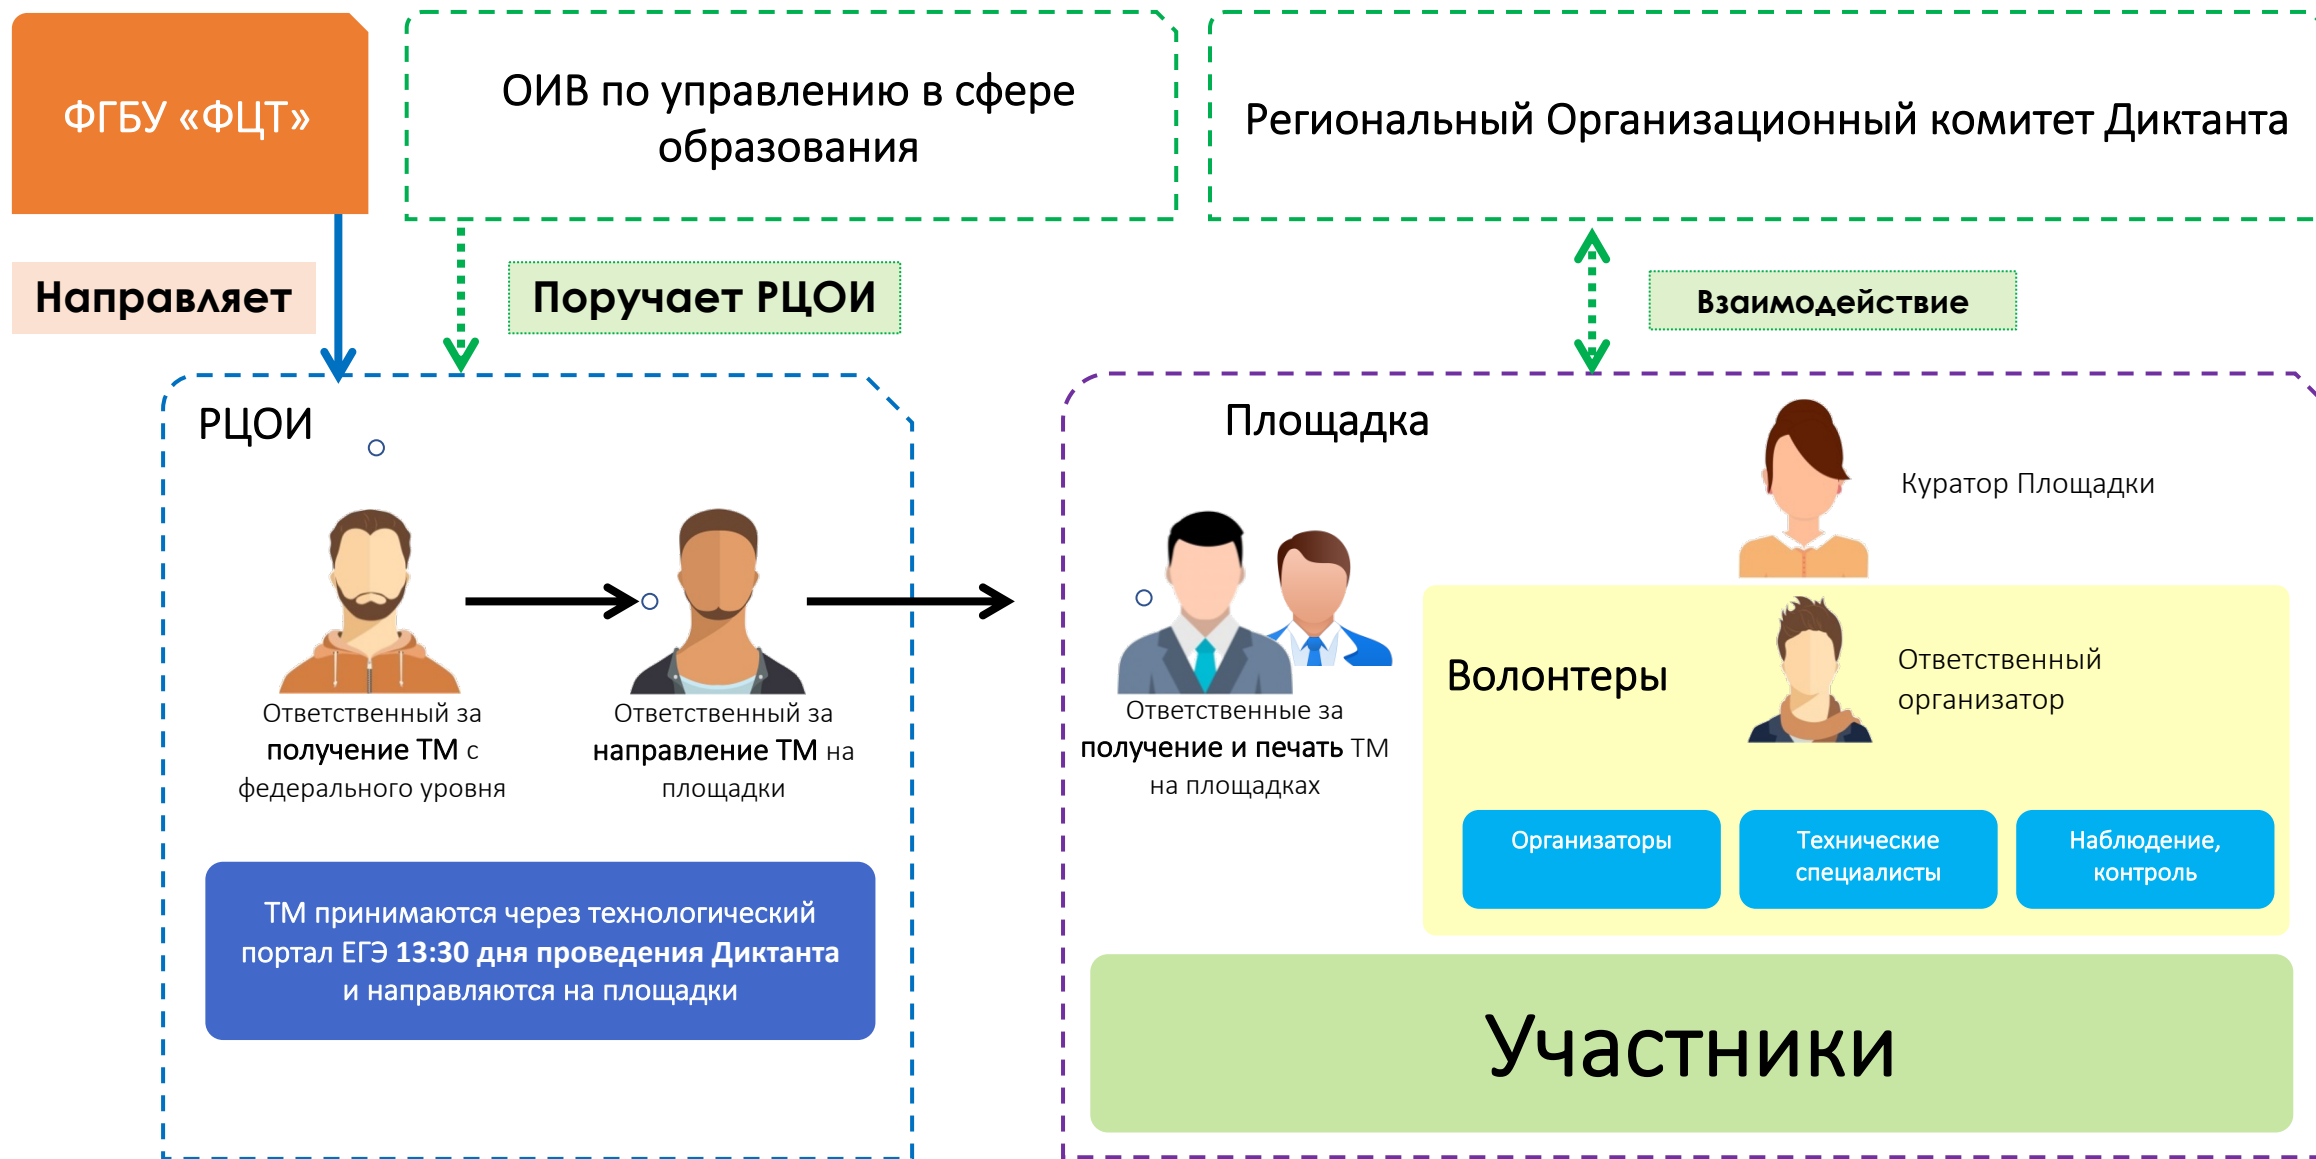 ФГБУ «ФЦТ»
ОИВ по управлению в сфере
образования
Региональный Организационный комитет Диктанта
Направляет
Поручает РЦОИ
Взаимодействие
РЦОИ
Ответственный за
получение ТМ с
федерального уровня
Ответственный за
направление ТМ на
площадки
ТМ принимаются через технологический
портал ЕГЭ 13:30 дня проведения Диктанта
и направляются на площадки
Площадка
Куратор Площадки
Ответственные за
получение и печать ТМ
на площадках
Волонтеры
Ответственный
организатор
Организаторы
Технические
специалисты
Наблюдение,
контроль
Участники